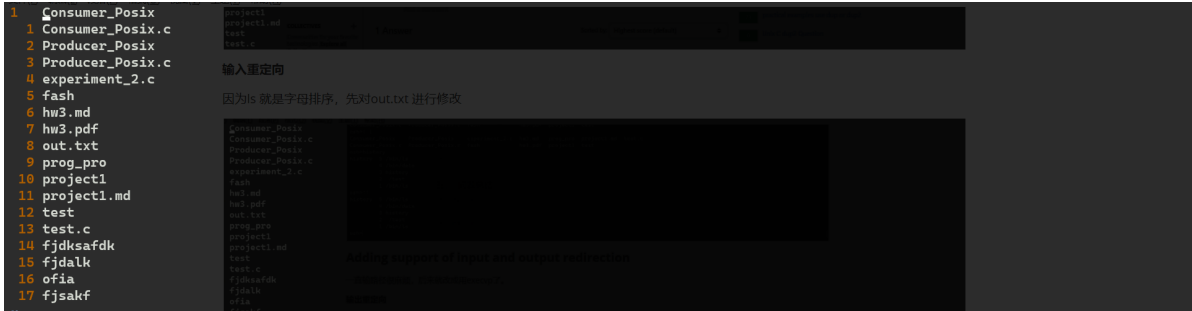 1 Consumer_Posix
1 Consumer_Posix.c
2 Producer_Posix
3 Producer_Posix.c
4 experiment_2.c
5 fash
6 hw3.md
7 hw3.pdf
8 out.txt
9 prog_pro
10 project1
11 project1.md
12 test
13 test.c
14 fjdksafdk
15 fjdalk
16 ofia
17 fjsakf
project1
project1.md
test
test.c
输入重定向
因为ls 就是字母排序，先对out.txt 进行修改
Consumer_Posix
Consumer_Posix.c
Producer_Posix
Producer_Posix.c
experiment_2.c
fash
hw3.md
hw3.pdf
out.txt
prog_pro
project1
project1.md
test
test.c
fjdksafdk
fjdalk
ofia
Adding support of input and output redirection